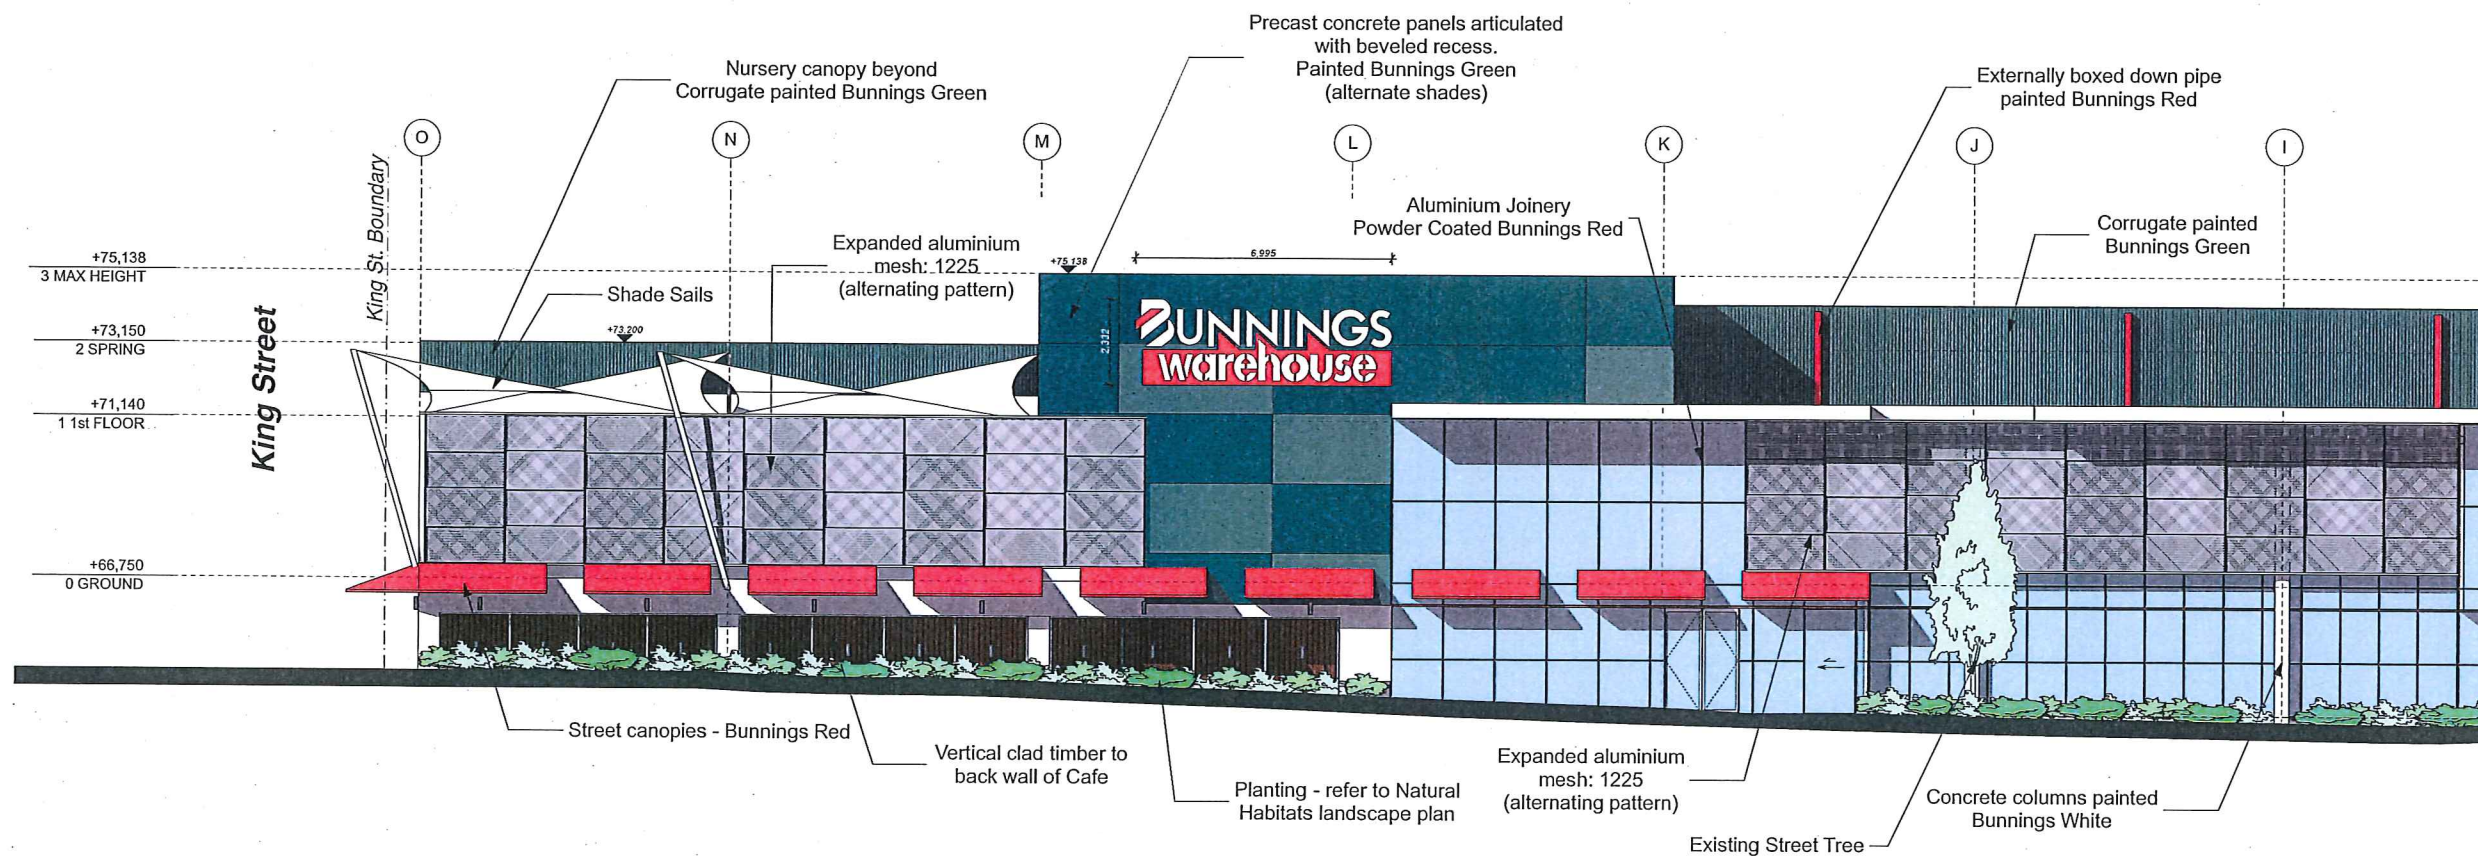 Precast concrete panels articulated
with beveled recess.
Painted Bunnings Green
(alternate shades)
Nursery canopy beyond
Corrugate painted Bunnings Green
Externally boxed down pipe
painted Bunnings Red
O
N
M
L
K
J
I
King St. Boundary
Aluminium Joinery
Powder Coated Bunnings Red
Corrugate painted
Bunnings Green
Expanded aluminium
mesh: 1225
(alternating pattern)
+75,138
3 MAX HEIGHT
+75 138
6,995
Shade Sails
King Street
+73,150
2 SPRING
+73,200
2,332
BUNNINGS
warehouse
+71,140
1 1st FLOOR
+66,750
0 GROUND
Street canopies - Bunnings Red
Vertical clad timber to
back wall of Cafe
Planting - refer to Natural
Habitats landscape plan
Expanded aluminium
mesh: 1225
(alternating pattern)
Concrete columns painted
Bunnings White
Existing Street Tree